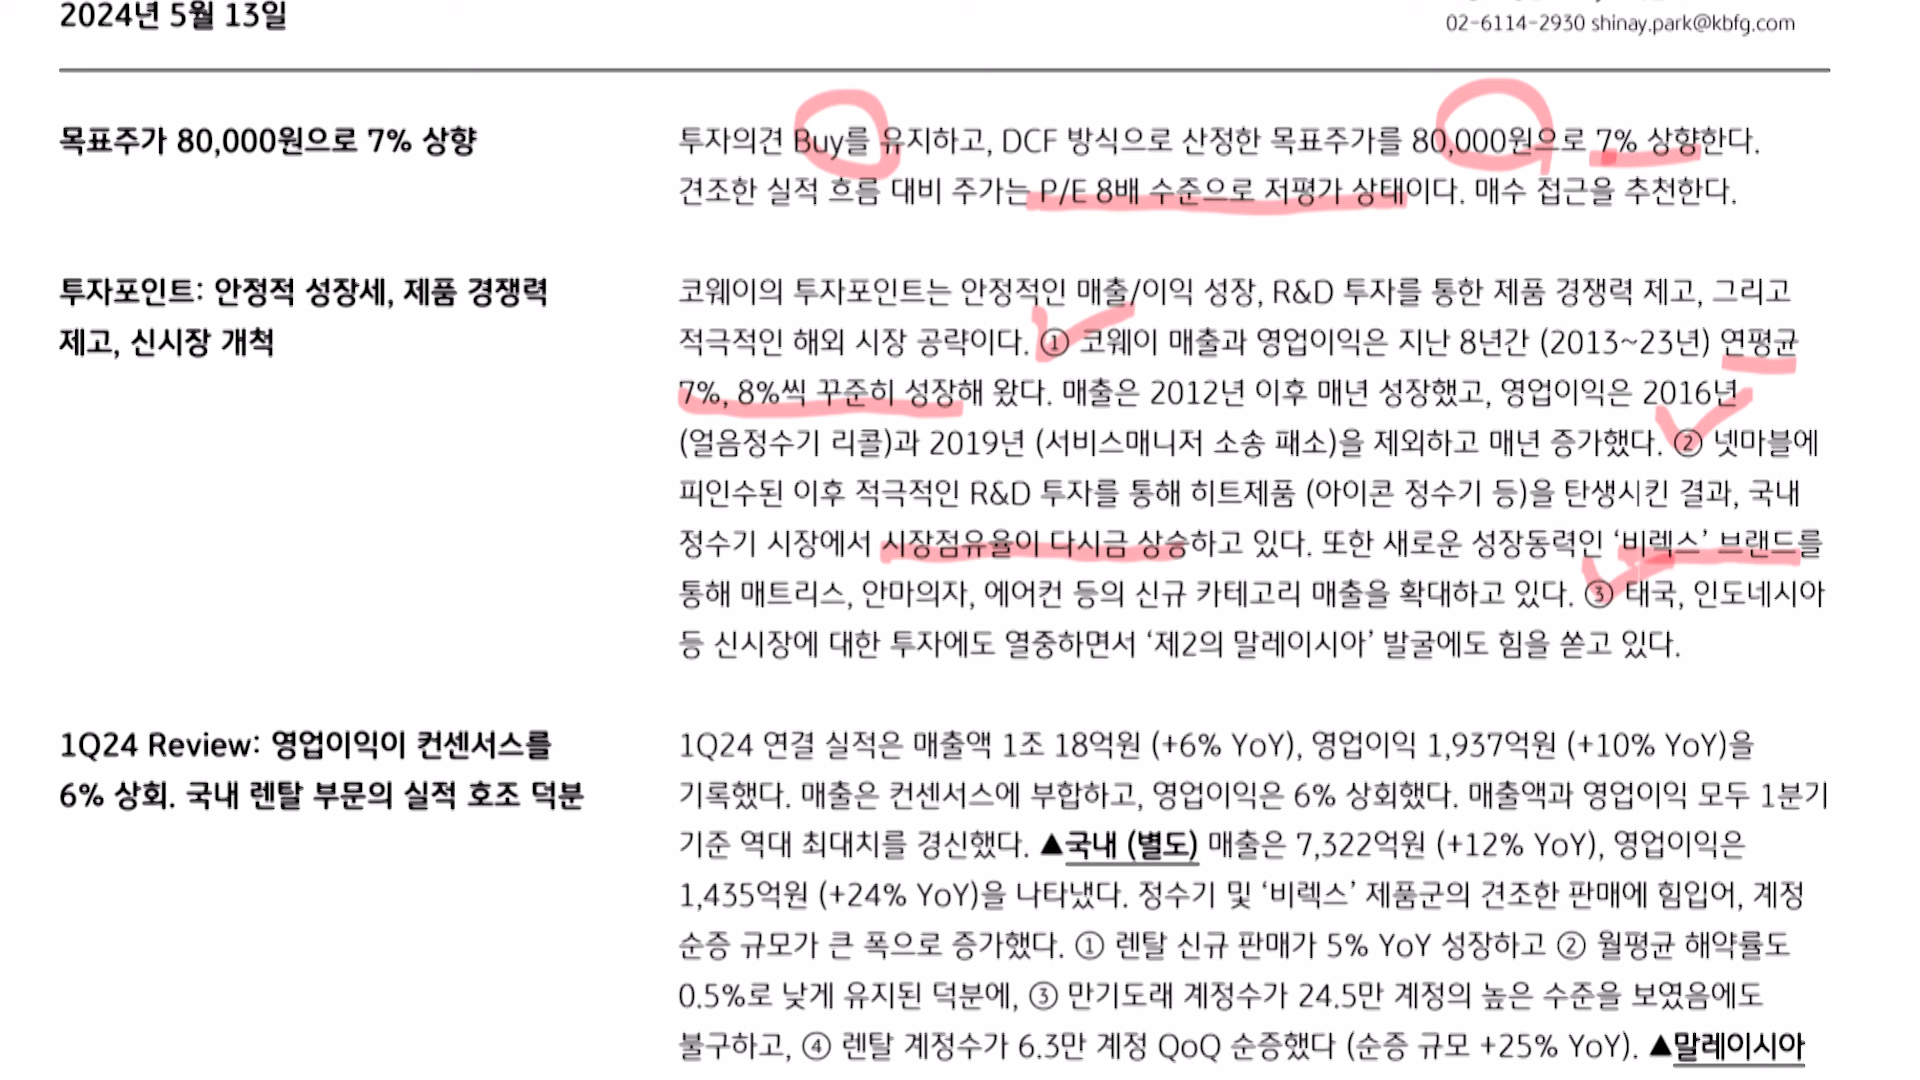 2024년 5월 13일
02-6114-2930 shinay.park@kbfg.com
목표주가 80,000원으로 7% 상향
투자의견 Buy를 유지하고, DCF 방식으로 산정한 목표주가를 80,000원으로 7% 상향한다.
견조한 실적 흐름 대비 주가는 P/E 8배 수준으로 저평가 상태이다. 매수 접근을 추천한다.
투자포인트: 안정적 성장세, 제품 경쟁력
제고, 신시장 개척
코웨이의 투자포인트는 안정적인 매출/이익 성장, R&D 투자를 통한 제품 경쟁력 제고, 그리고
적극적인 해외 시장 공략이다. ① 코웨이 매출과 영업이익은 지난 8년간 (2013~23년) 연평균
7%, 8%씩 꾸준히 성장해 왔다. 매출은 2012년 이후 매년 성장했고, 영업이익은 2016년
(얼음정수기 리콜)과 2019년 (서비스매니저 소송 패소)을 제외하고 매년 증가했다. ② 넷마블에
피인수된 이후 적극적인 R&D 투자를 통해 히트제품 (아이콘 정수기 등)을 탄생시킨 결과, 국내
정수기 시장에서 시장점유율이 다시금 상승하고 있다. 또한 새로운 성장동력인 ‘비렉스’ 브랜드를
통해 매트리스, 안마의자, 에어컨 등의 신규 카테고리 매출을 확대하고 있다. ③ 태국, 인도네시아
등 신시장에 대한 투자에도 열중하면서 ‘제2의 말레이시아’ 발굴에도 힘을 쏟고 있다.
1Q24 Review: 영업이익이 컨센서스를
6% 상회. 국내 렌탈 부문의 실적 호조 덕분
1Q24 연결 실적은 매출액 1조 18억원 (+6% YoY), 영업이익 1,937억원 (+10% YoY)을
기록했다. 매출은 컨센서스에 부합하고, 영업이익은 6% 상회했다. 매출액과 영업이익 모두 1분기
기준 역대 최대치를 경신했다. ▲국내 (별도) 매출은 7,322억원 (+12% YoY), 영업이익은
1,435억원 (+24% YoY)을 나타냈다. 정수기 및 ‘비렉스’ 제품군의 견조한 판매에 힘입어, 계정
순증 규모가 큰 폭으로 증가했다. ① 렌탈 신규 판매가 5% YoY 성장하고 ② 월평균 해약률도
0.5%로 낮게 유지된 덕분에, ③ 만기도래 계정수가 24.5만 계정의 높은 수준을 보였음에도
불구하고, ④ 렌탈 계정수가 6.3만 계정 QoQ 순증했다 (순증 규모 +25% YoY). ▲말레이시아